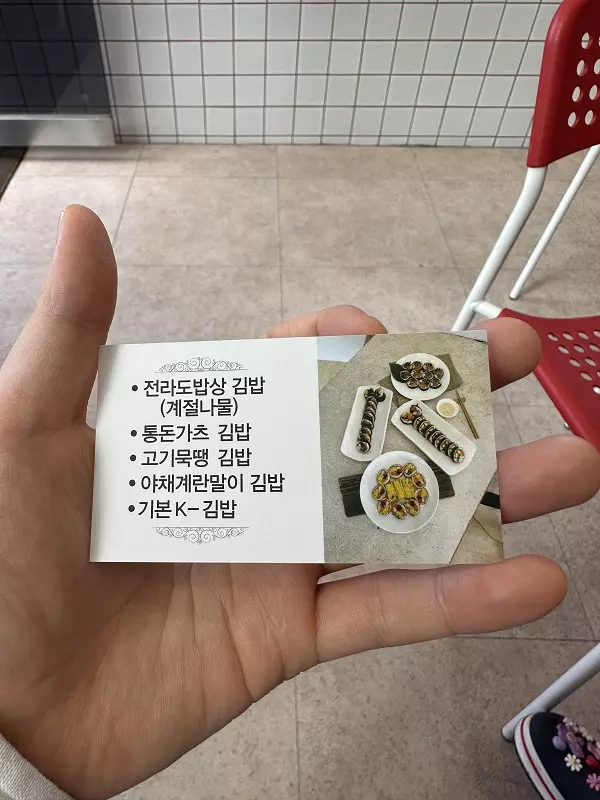 • 전라도밥상 김밥
(계절나물)
• 통돈가츠 김밥
• 고기묵땡 김밥
• 야채계란말이 김밥
• 기본 K-김밥